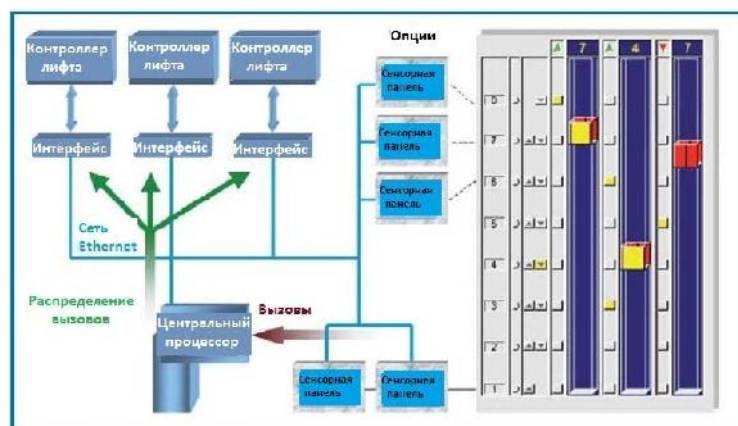 Контроллер
лифта
Контроллер
лифта
Контроллер
лифта
Интерфейс
Интерфейс
Интерфейс
Сеть
Ethernet
Распределение
вызовов
Центральный
процессор
Вызовы
Опции
Сенсорная
панель
Сенсорная
панель
Сенсорная
панель
Сенсорная
панель
Сенсорная
панель
7 4 7
7
6
5
4
3
2
1